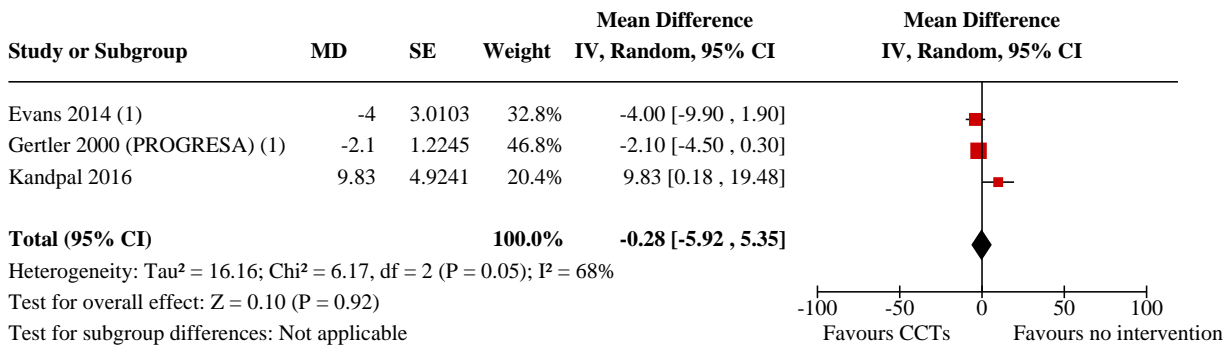 Mean Difference Mean Difference
Study or Subgroup MD SE Weight IV, Random, 95% CI IV, Random, 95% CI
Evans 2014 (1) -4 3.0103 32.8% -4.00 [-9.90 , 1.90]
Gertler 2000 (PROGRESA) (1) -2.1 1.2245 46.8% -2.10 [-4.50 , 0.30]
Kandpal 2016 9.83 4.9241 20.4% 9.83 [0.18 , 19.48]
Total (95% CI) 100.0% -0.28 [-5.92 , 5.35]
Heterogeneity: Tau² = 16.16; Chi² = 6.17, df = 2 (P = 0.05); I² = 68%
Test for overall effect: Z = 0.10 (P = 0.92)
-100 -50 0 50 100
Test for subgroup differences: Not applicable Favours CCTs Favours no intervention